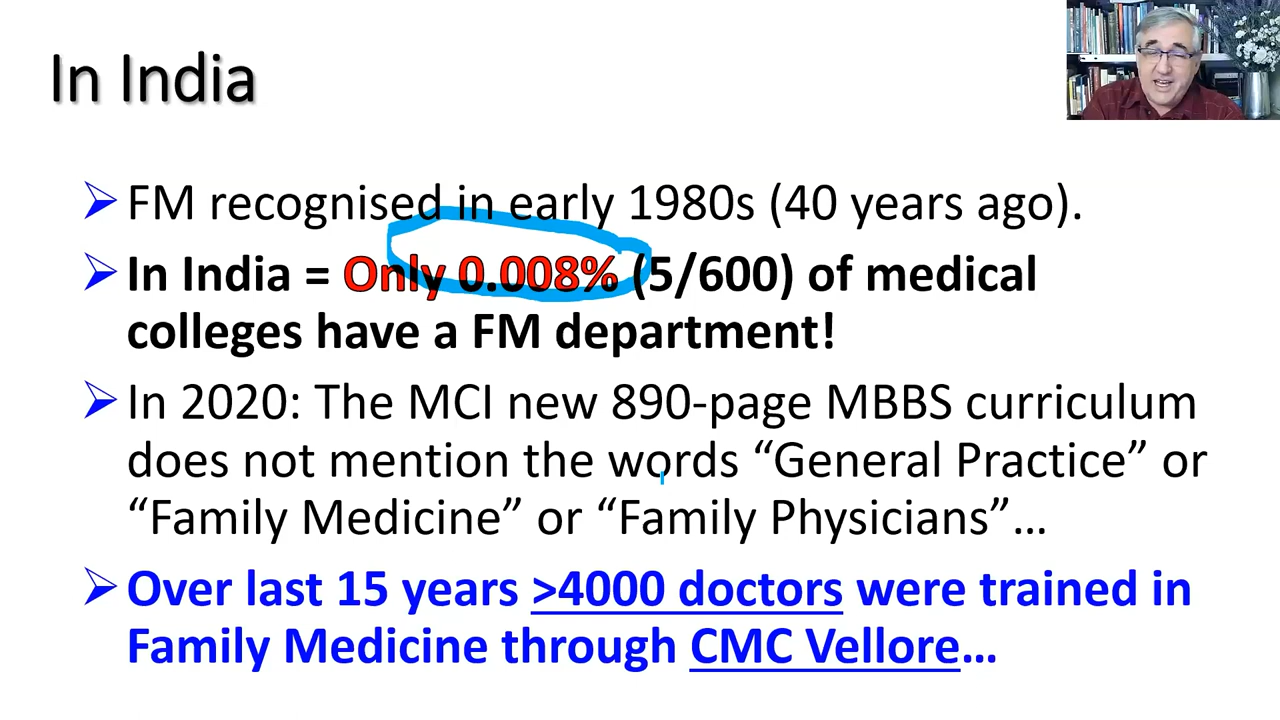 In India
FM recognised in early 1980s (40 years ago).
In India = Only 0.008% (5/600) of medical
colleges have a FM department!
In 2020: The MCI new 890-page MBBS curriculum
does not mention the words “General Practice” or
“Family Medicine” or “Family Physicians”…
Over last 15 years >4000 doctors were trained in
Family Medicine through CMC Vellore…